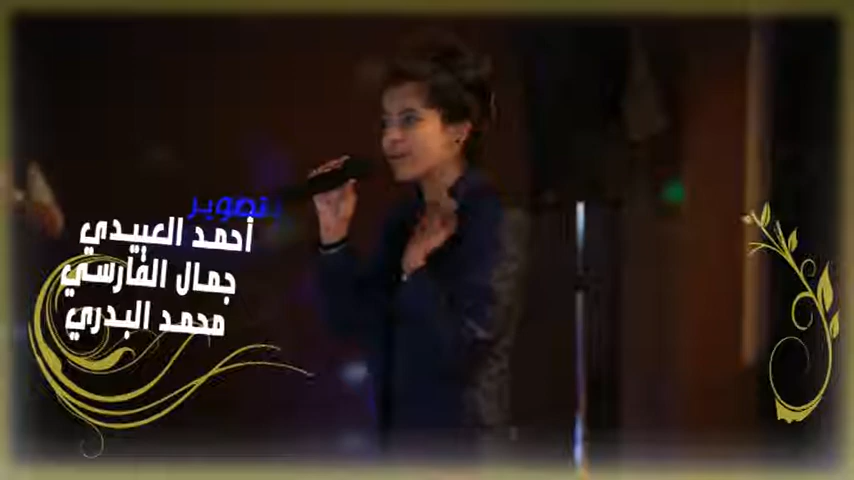 تصوير
أحمد العبيدي
جمال الفارسي
محمد البدري